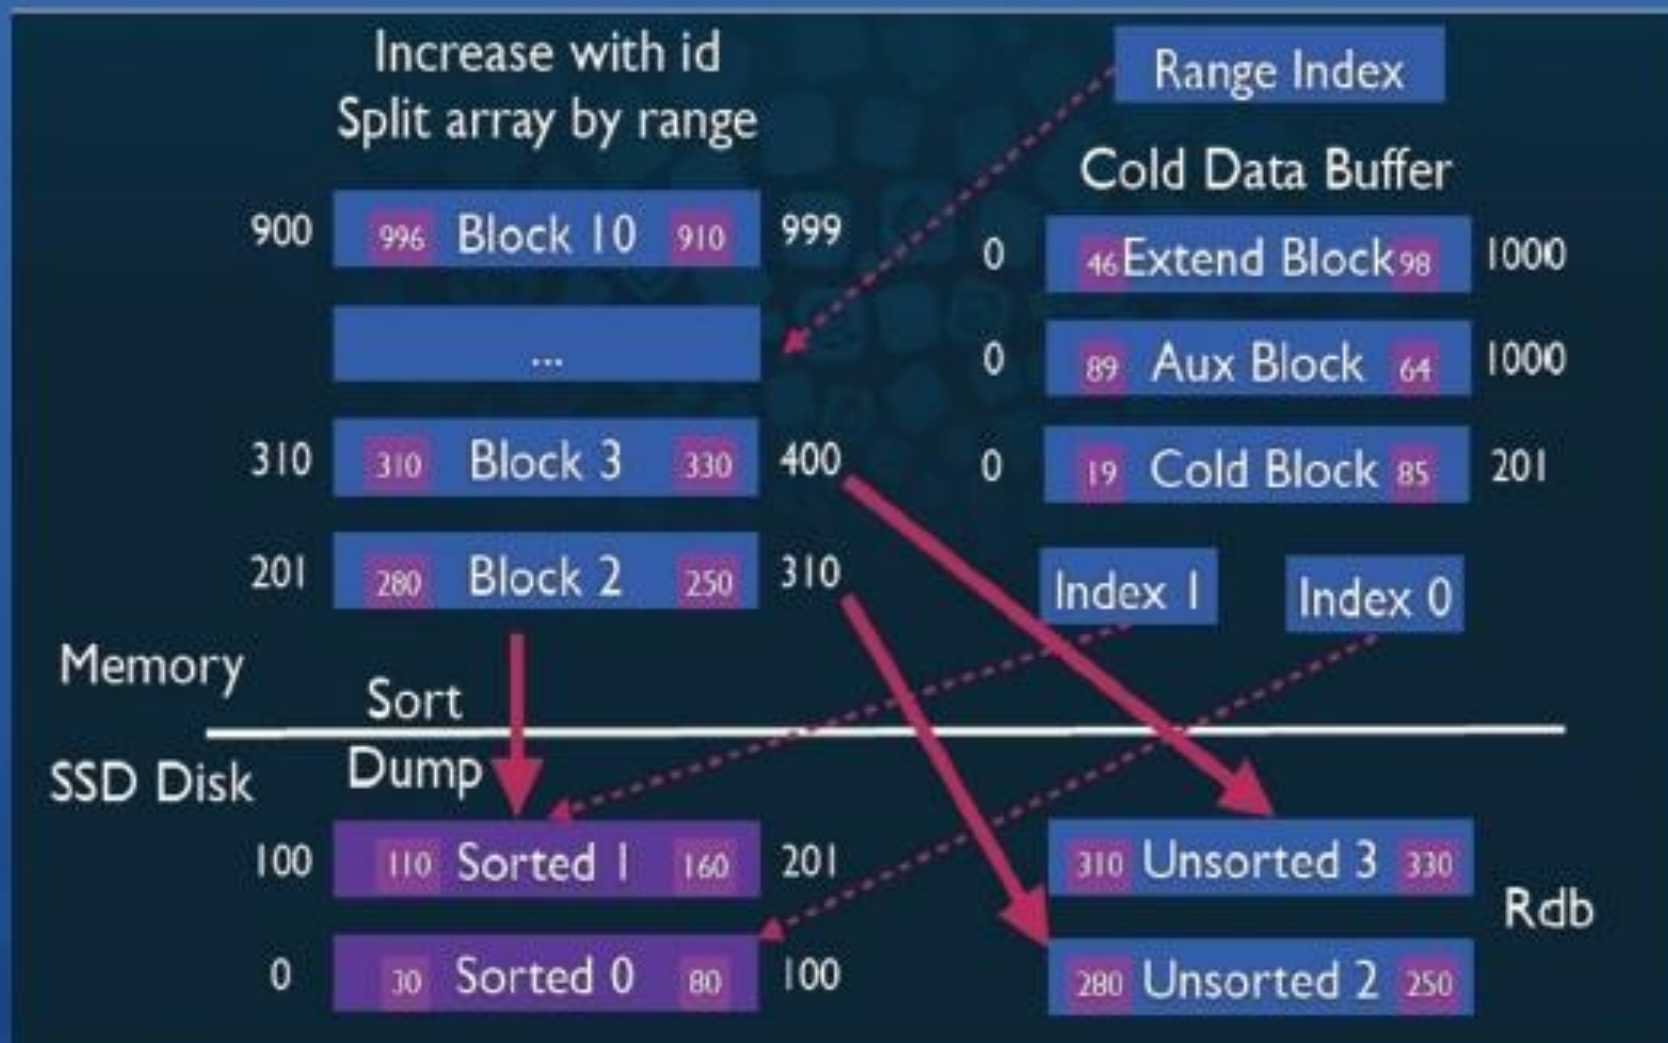 Increase with id
Split array by range
Range Index
Cold Data Buffer
900 996 Block 10 910 999
0 46 Extend Block 98 1000
...
0 89 Aux Block 64 1000
310 310 Block 3 330 400
0 19 Cold Block 85 201
201 280 Block 2 250 310
Index 1 Index 0
Memory
Sort
SSD Disk
Dump
100 110 Sorted 1 160 201
310 Unsorted 3 330
Rdb
0 30 Sorted 0 80 100
280 Unsorted 2 250